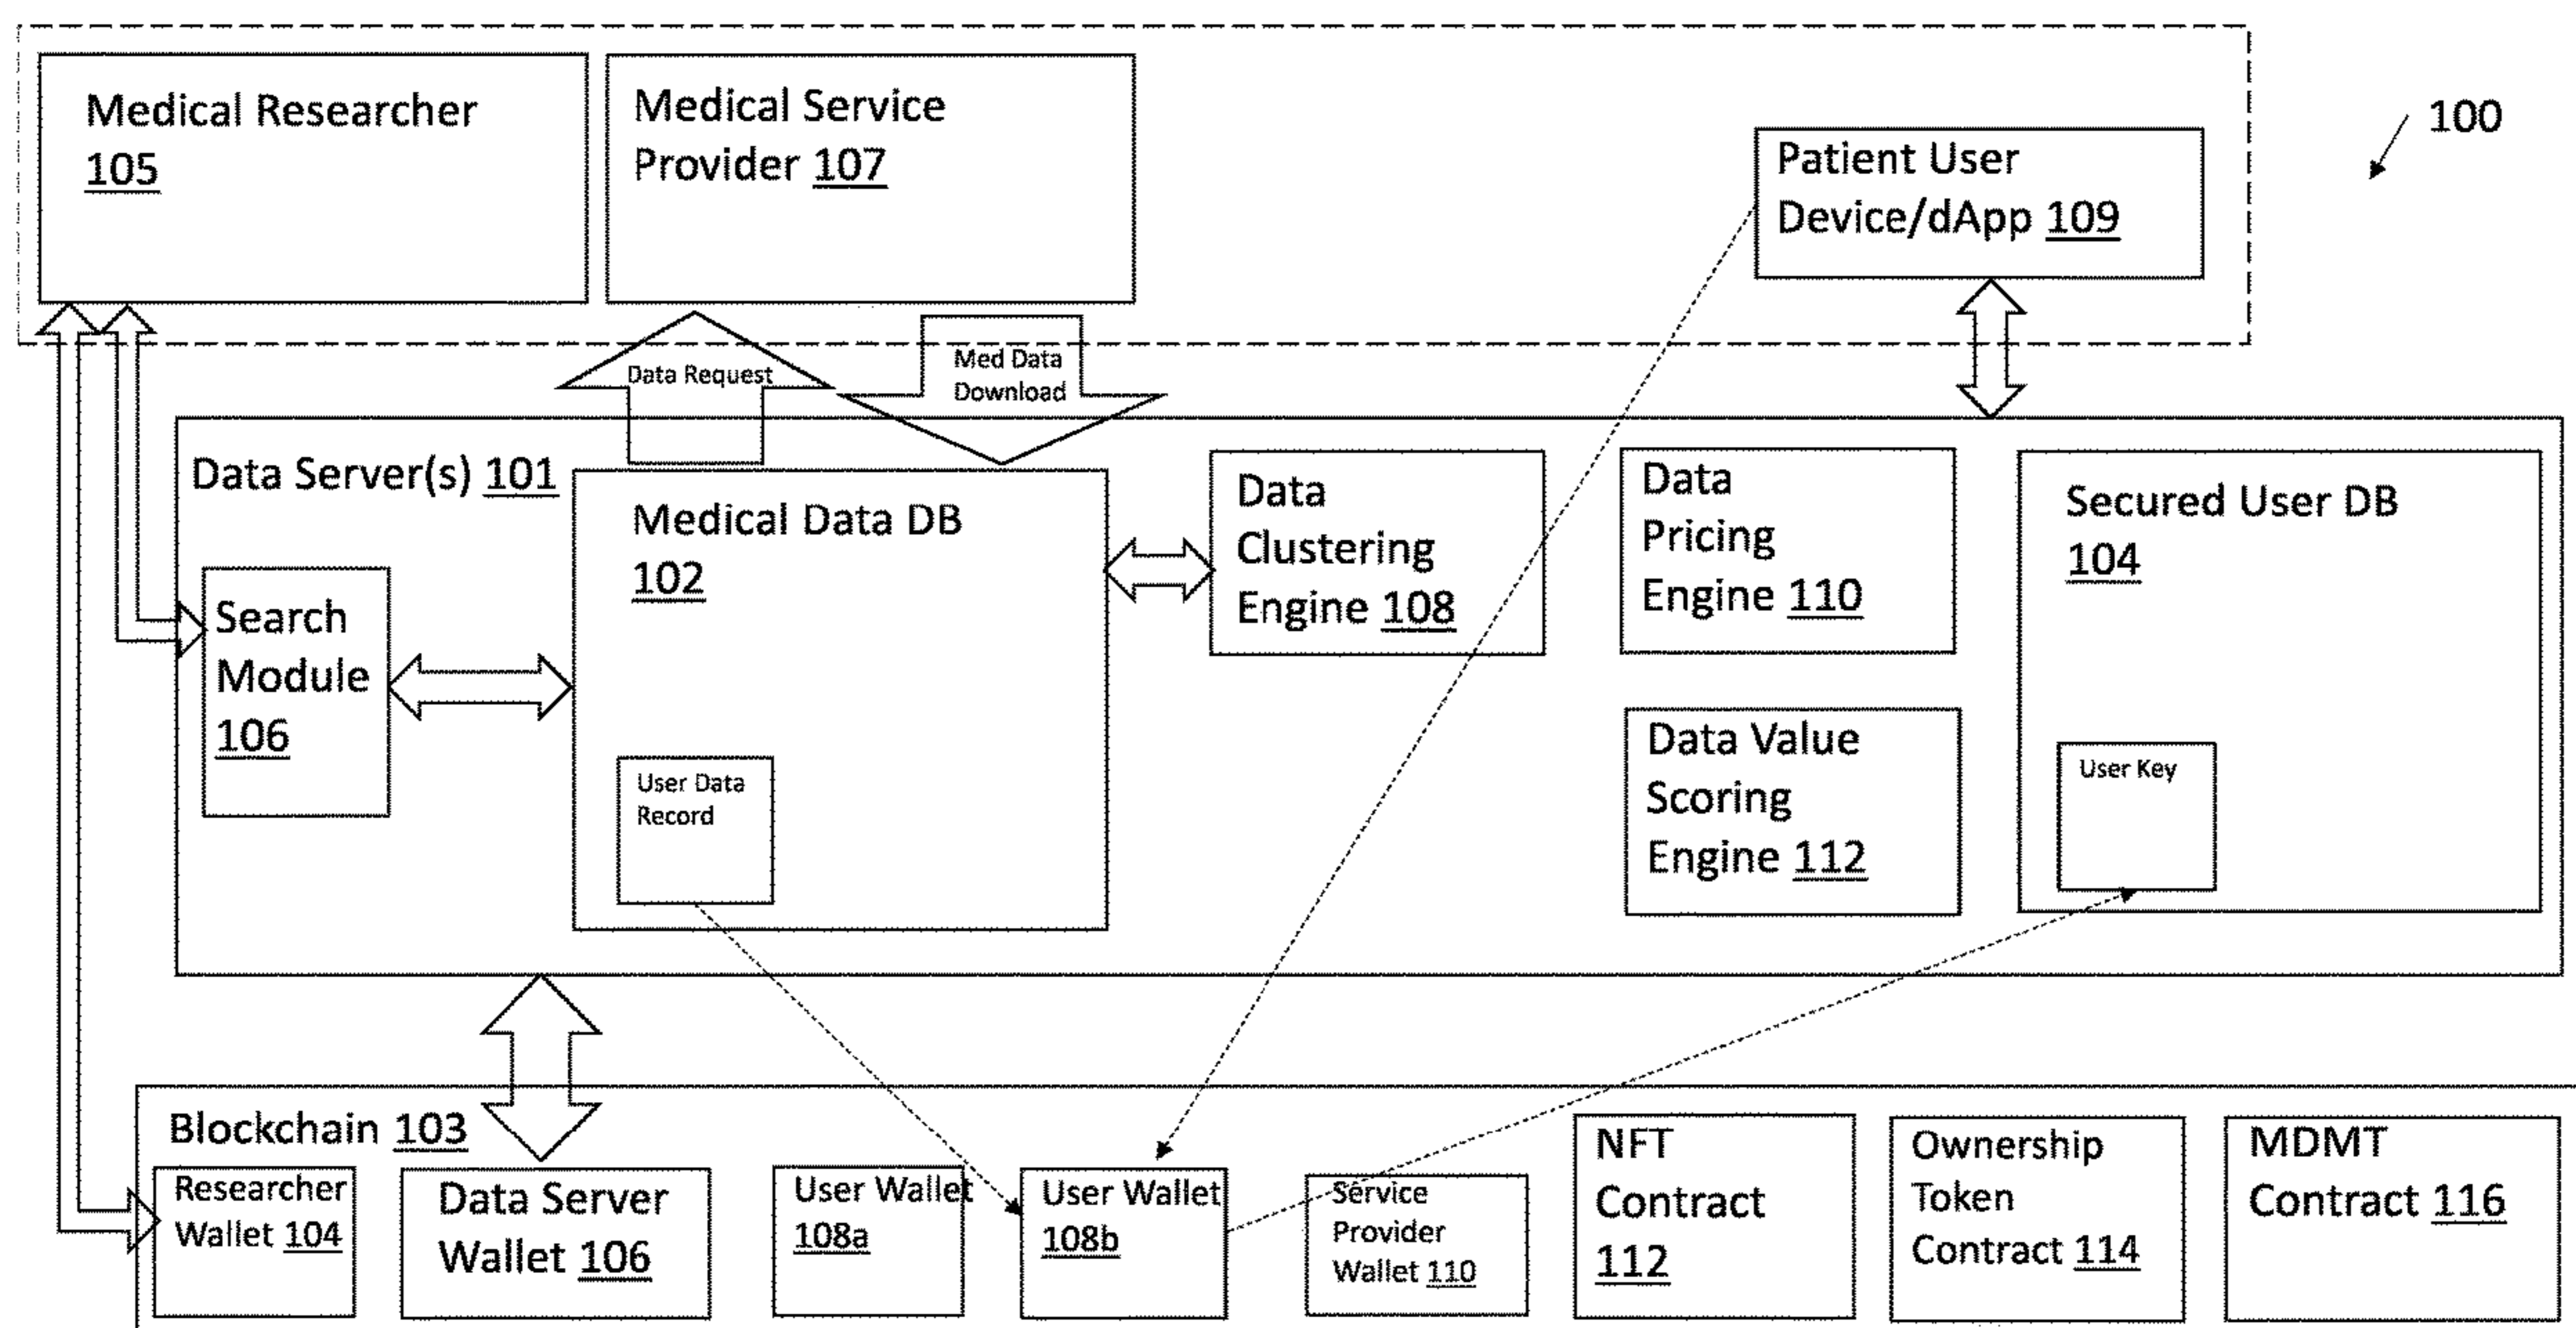 Medical Researcher
105
Medical Service
Provider 107
Patient User
Device/dApp 109
100
Data Request
Med Data
Download
Data Server(s) 101
Search
Module
106
Medical Data DB
102
User Data
Record
Data
Clustering
Engine 108
Data
Pricing
Engine 110
Data Value
Scoring
Engine 112
Secured User DB
104
User Key
Blockchain 103
Researcher
Wallet 104
Data Server
Wallet 106
User Wallet
108a
User Wallet
108b
Service
Provider
Wallet 110
NFT
Contract
112
Ownership
Token
Contract 114
MDMT
Contract 116